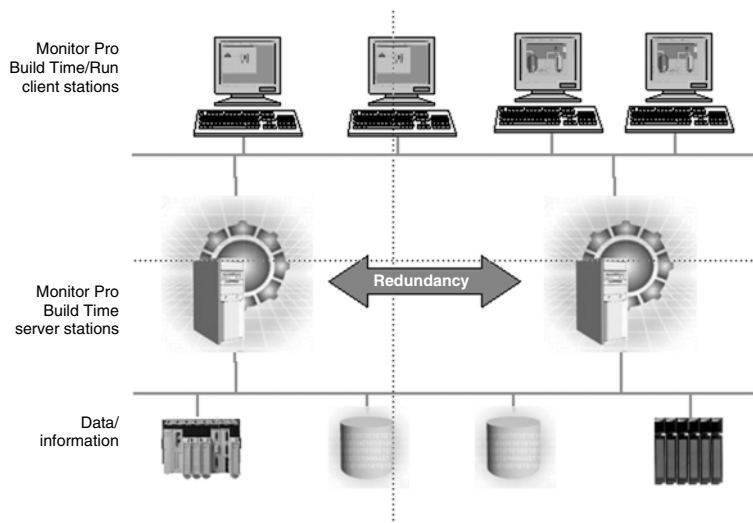 Monitor Pro
Build Time/Run
client stations
Redundancy
Monitor Pro
Build Time
server stations
Data/
information